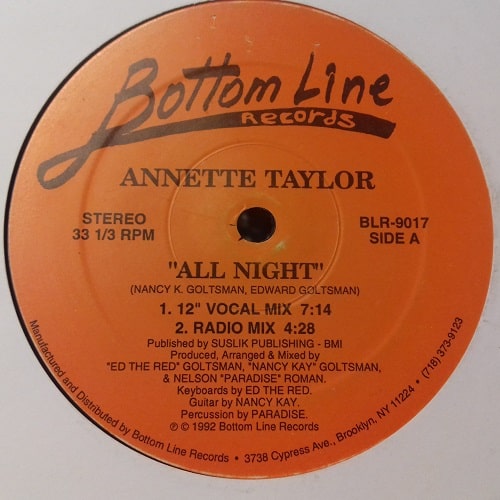 Bottom Line
Records
ANNETTE TAYLOR
STEREO
33 1/3 RPM
BLR-9017
SIDE A
"ALL NIGHT"
(NANCY K. GOLTSMAN, EDWARD GOLTSMAN)
1. 12" VOCAL MIX 7:14
2. RADIO MIX 4:28
Published by SUSLIK PUBLISHING - BMI
Produced, Arranged & Mixed by
"ED THE RED" GOLTSMAN, "NANCY KAY" GOLTSMAN,
& NELSON "PARADISE" ROMAN.
Keyboards by ED THE RED.
Guitar by NANCY KAY.
Percussion by PARADISE.
℗ © 1992 Bottom Line Records
Manufactured and Distributed by Bottom Line Records • 3738 Cypress Ave., Brooklyn, NY 11224 • (718) 373-9123